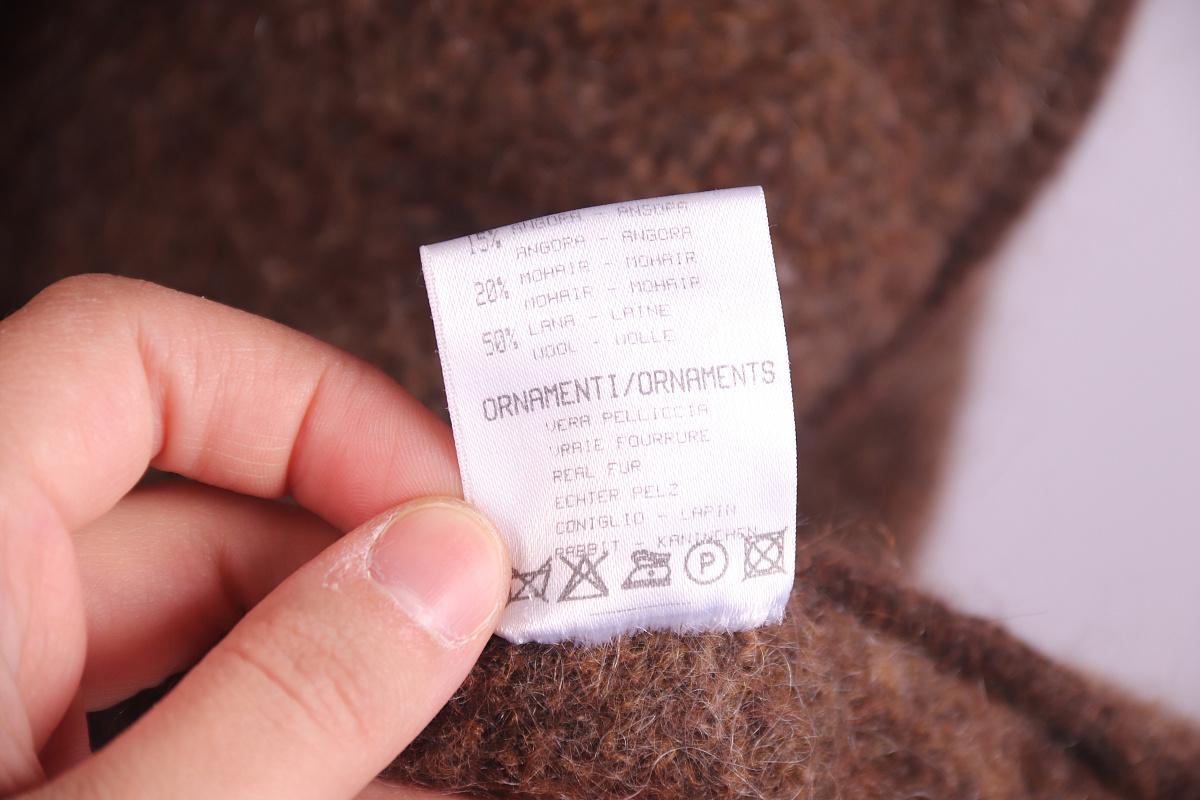 15% ANGORA - ANGORA
ANGORA - ANGORA
20% MOHAIR - MOHAIR
MOHAIR - MOHAIR
50% LANA - LAINE
WOOL - WOLLE
ORNAMENTI/ORNAMENTS
VERA PELLICCIA
VRAIE FOURRURE
REAL FUR
ECHTER PELZ
CONIGLIO - LAPIN
RABBIT - KANINCHEN
P